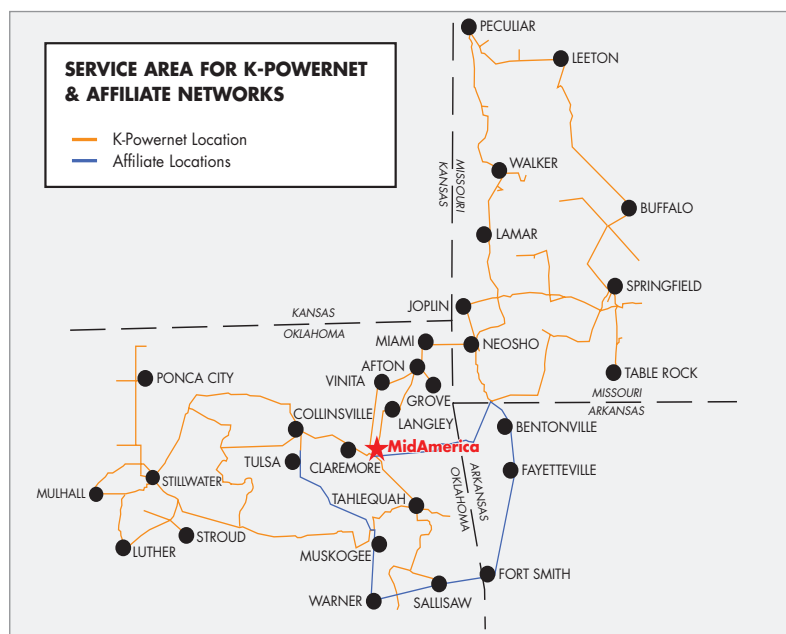 SERVICE AREA FOR K-POWERNET
& AFFILIATE NETWORKS
K-Powernet Location
Affiliate Locations
PECULIAR
LEETON
MISSOURI
KANSAS
WALKER
BUFFALO
LAMAR
SPRINGFIELD
JOPLIN
KANSAS
OKLAHOMA
MIAMI
NEOSHO
AFTON
TABLE ROCK
PONCA CITY
VINITA
MISSOURI
ARKANSAS
GROVE
COLLINSVILLE
LANGLEY
BENTONVILLE
MidAmerica
TULSA
CLAREMORE
FAYETTEVILLE
ARKANSAS
OKLAHOMA
STILLWATER
MULHALL
TAHLEQUAH
STROUD
LUTHER
MUSKOGEE
FORT SMITH
WARNER
SALLISAW